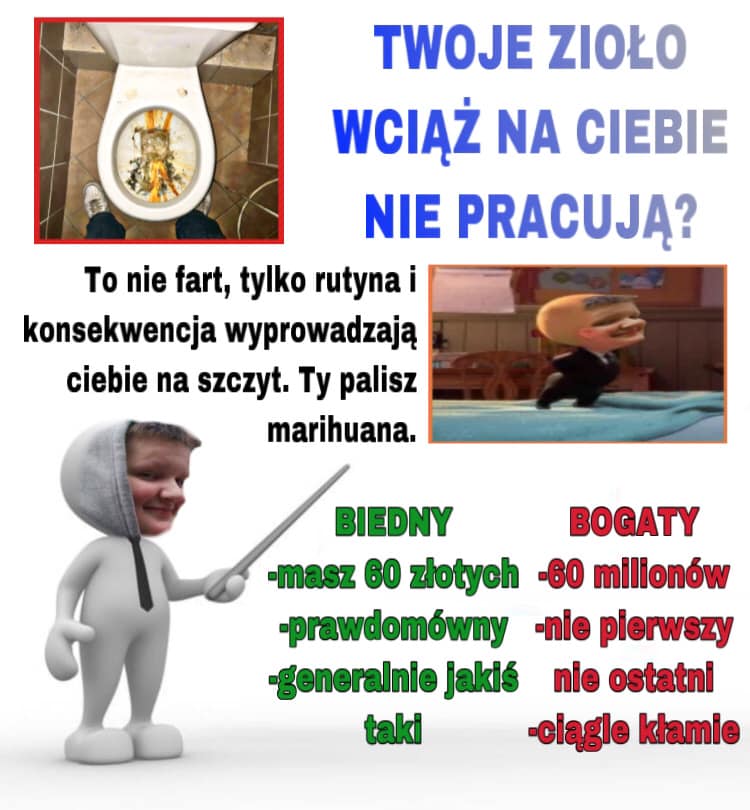 TWOJE ZIOŁO
WCIĄŻ NA CIEBIE
NIE PRACUJĄ?
To nie fart, tylko rutyna i
konsekwencja wyprowadzają
ciebie na szczyt. Ty palisz
marihuana.
BIEDNY
-masz 60 złotych
-prawdomówny
-generalnie jakiś
taki
BOGATY
-60 milionów
-nie pierwszy
nie ostatni
-ciągle kłamie